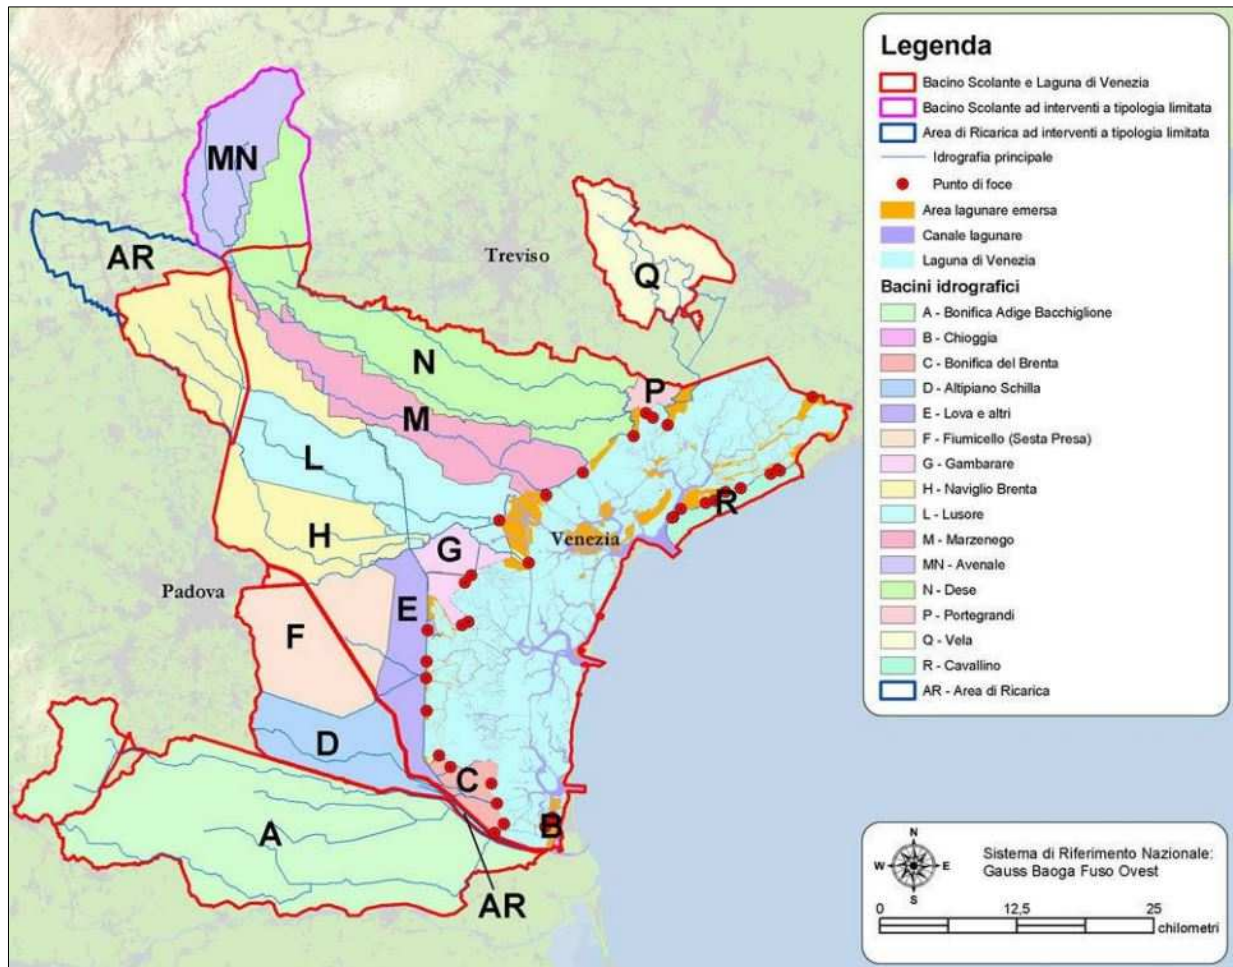 MN
AR
Treviso
Q
N
P
M
L
R
H
G
Venezia
Padova
E
F
D
C
A
B
AR
Legenda
Bacino Scolante e Laguna di Venezia
Bacino Scolante ad interventi a tipologia limitata
Area di Ricarica ad interventi a tipologia limitata
Idrografia principale
Punto di foce
Area lagunare emersa
Canale lagunare
Laguna di Venezia
Bacini idrografici
A - Bonifica Adige Bacchiglione
B - Chioggia
C - Bonifica del Brenta
D - Altipiano Schilla
E - Lova e altri
F - Fiumicello (Sesta Presa)
G - Gambarare
H - Naviglio Brenta
L - Lusore
M - Marzenego
MN - Avenale
N - Dese
P - Portegrandi
Q - Vela
R - Cavallino
AR - Area di Ricarica
N
W E
S
Sistema di Riferimento Nazionale:
Gauss Baoga Fuso Ovest
0 12,5 25
chilometri